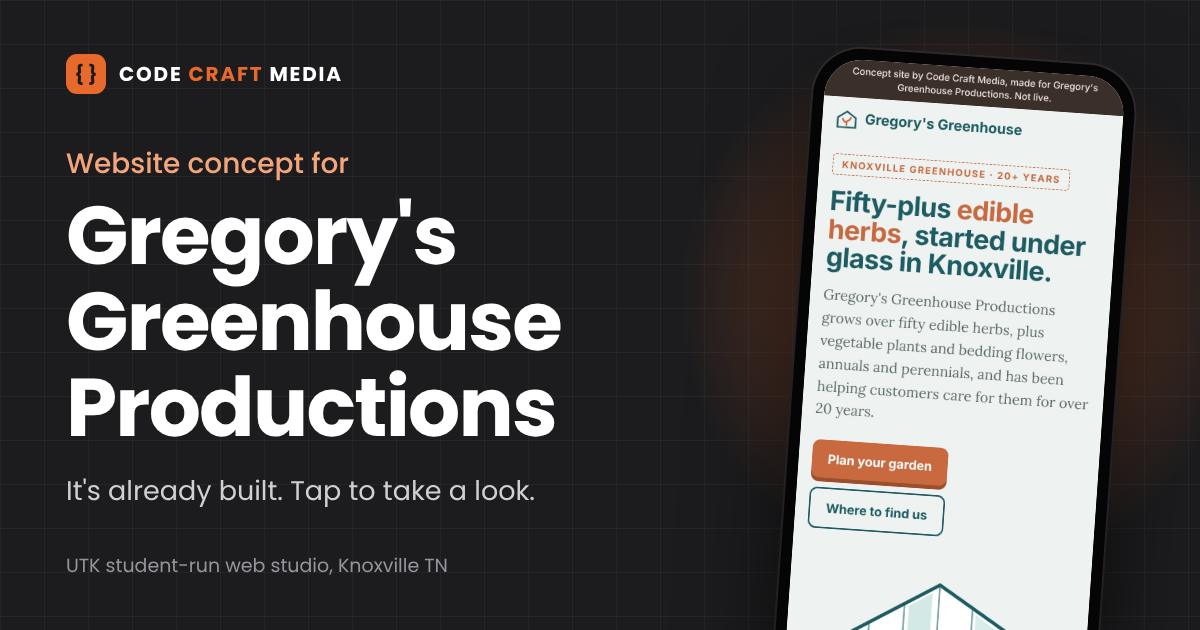 { } CODE CRAFT MEDIA
Website concept for
Gregory's
Greenhouse
Productions
It's already built. Tap to take a look.
UTK student-run web studio, Knoxville TN
Concept site by Code Craft Media, made for Gregory's
Greenhouse Productions. Not live.
Gregory's Greenhouse
KNOXVILLE GREENHOUSE · 20+ YEARS
Fifty-plus edible
herbs, started under
glass in Knoxville.
Gregory's Greenhouse Productions
grows over fifty edible herbs, plus
vegetable plants and bedding flowers,
annuals and perennials, and has been
helping customers care for them for over
20 years.
Plan your garden
Where to find us